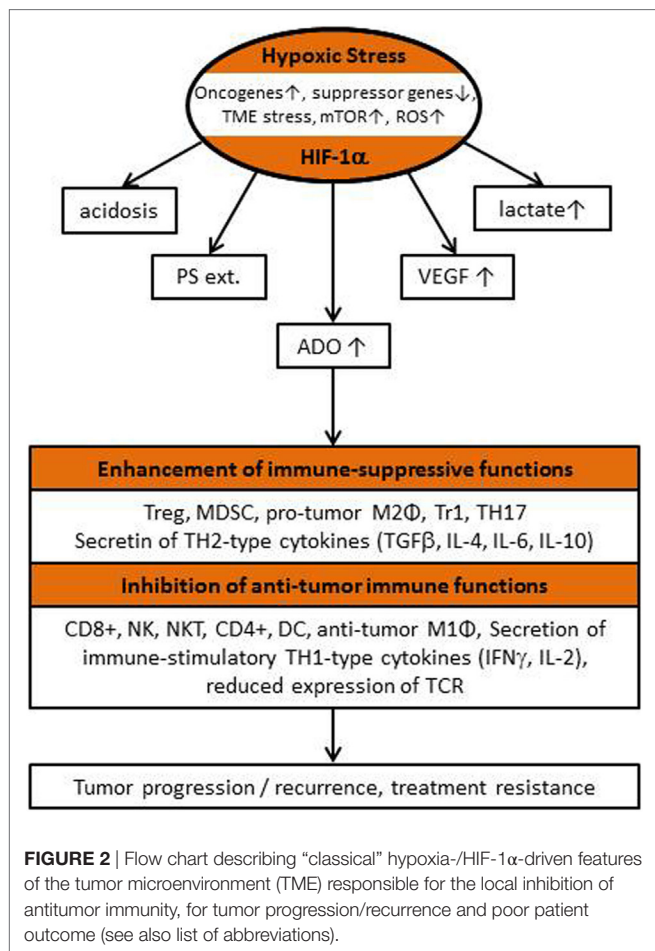 Hypoxic Stress
Oncogenes↑, suppressor genes↓,
TME stress, mTOR↑, ROS↑
HIF-1α
acidosis
lactate↑
PS ext.
VEGF ↑
ADO ↑
Enhancement of immune-suppressive functions
Treg, MDSC, pro-tumor M2Φ, Tr1, TH17
Secretin of TH2-type cytokines (TGFβ, IL-4, IL-6, IL-10)
Inhibition of anti-tumor immune functions
CD8+, NK, NKT, CD4+, DC, anti-tumor M1Φ, Secretion of
immune-stimulatory TH1-type cytokines (IFNγ, IL-2),
reduced expression of TCR
Tumor progression / recurrence, treatment resistance
FIGURE 2 | Flow chart describing “classical” hypoxia-/HIF-1α-driven features
of the tumor microenvironment (TME) responsible for the local inhibition of
antitumor immunity, for tumor progression/recurrence and poor patient
outcome (see also list of abbreviations).